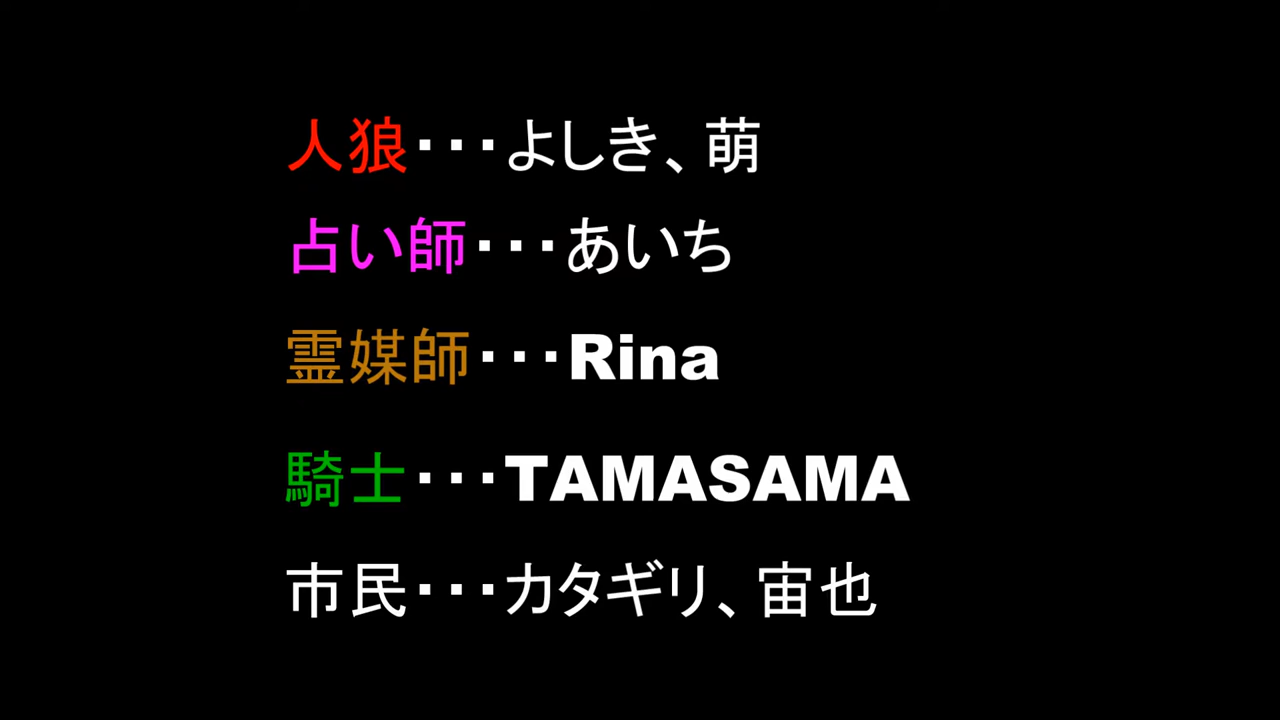 人狼・・・よしき、萌
占い師・・・あいち
霊媒師・・・Rina
騎士・・・TAMASAMA
市民・・・カタギリ、宙也